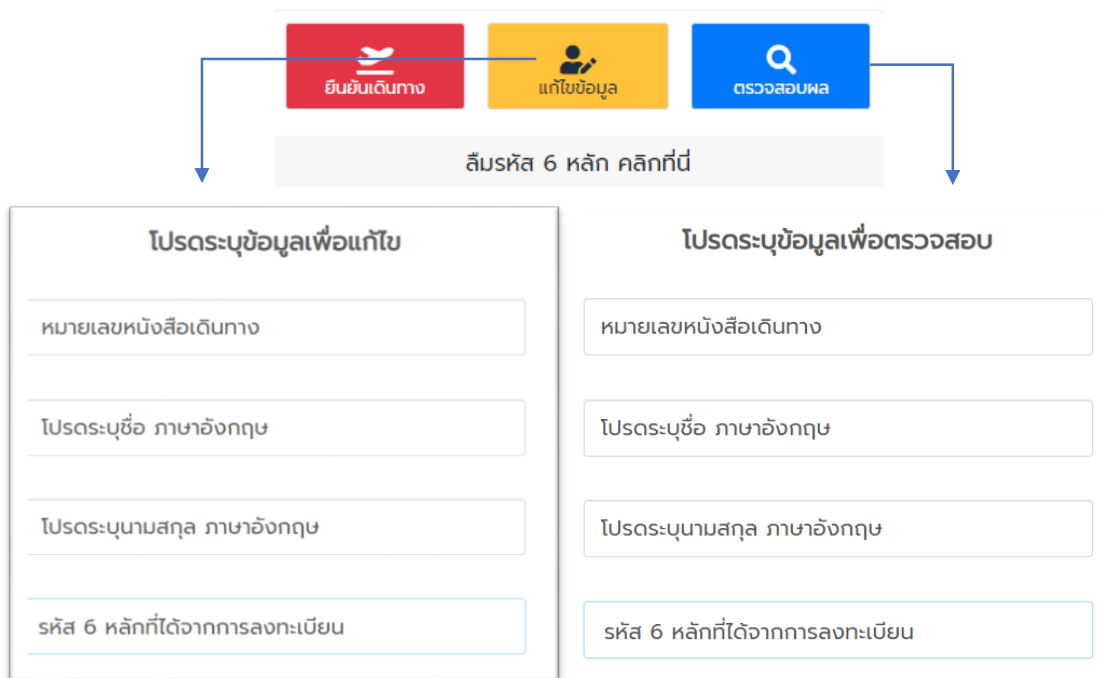 ยืนยันเดินทาง
แก้ไขข้อมูล
ตรวจสอบผล
ลืมรหัส 6 หลัก คลิกที่นี่
โปรดระบุข้อมูลเพื่อแก้ไข
หมายเลขหนังสือเดินทาง
โปรดระบุชื่อ ภาษาอังกฤษ
โปรดระบุนามสกุล ภาษาอังกฤษ
รหัส 6 หลักที่ได้จากการลงทะเบียน
โปรดระบุข้อมูลเพื่อตรวจสอบ
หมายเลขหนังสือเดินทาง
โปรดระบุชื่อ ภาษาอังกฤษ
โปรดระบุนามสกุล ภาษาอังกฤษ
รหัส 6 หลักที่ได้จากการลงทะเบียน